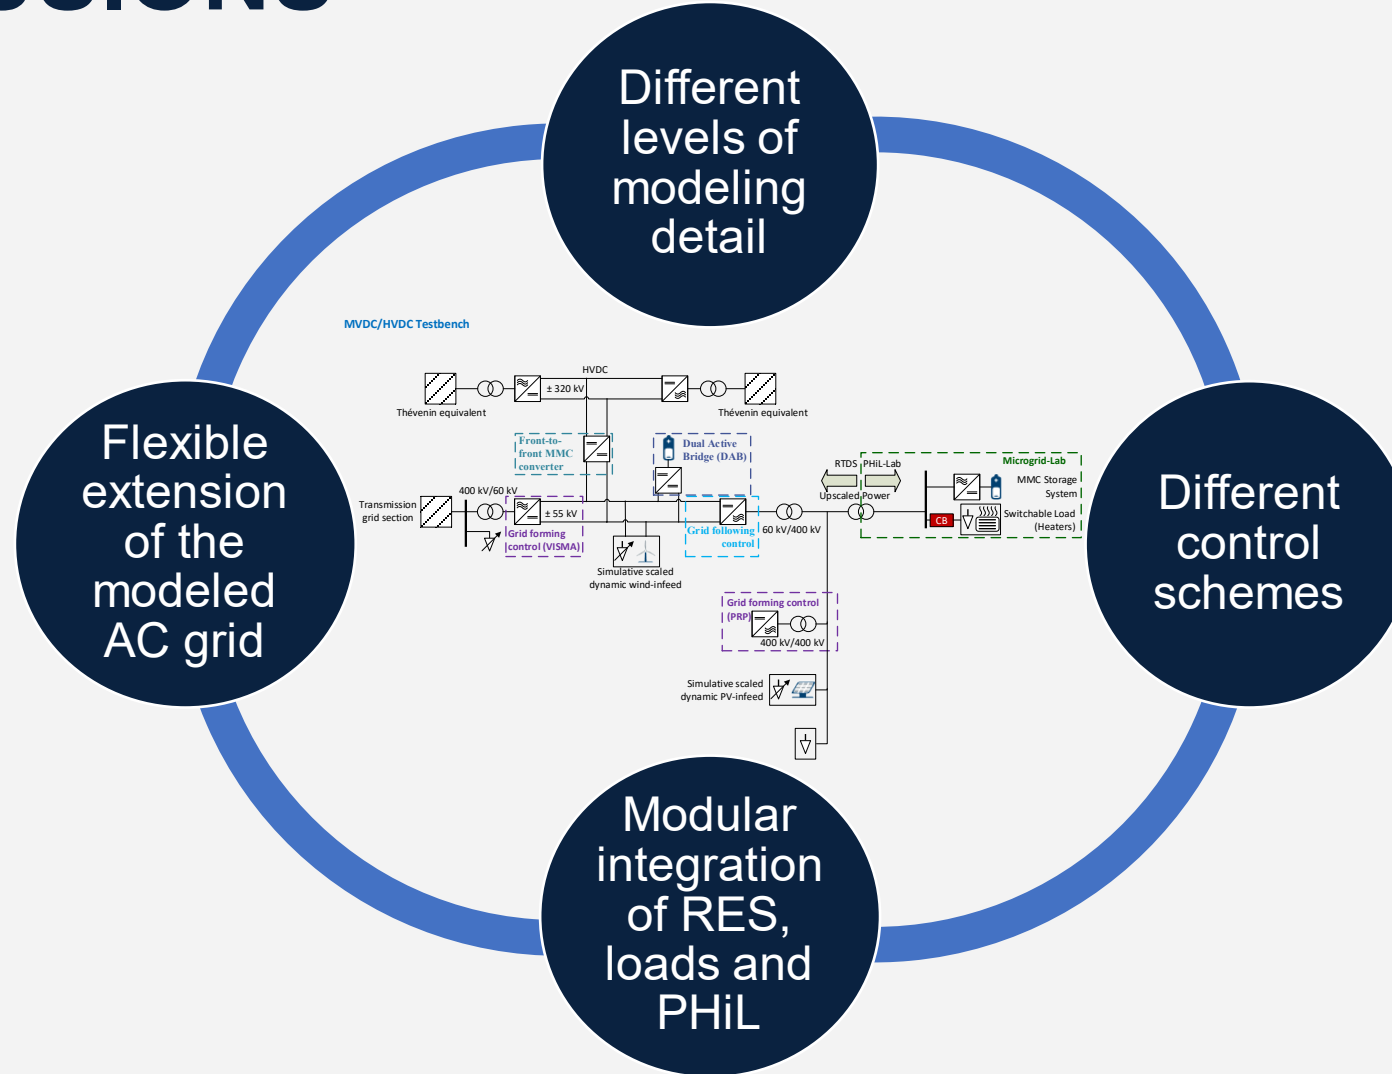 Different
levels of
modeling
detail
MVDC/HVDC Testbench
HVDC
± 320 kV
Thévenin equivalent
Thévenin equivalent
Front-to-
front MMC
converter
Dual Active
Bridge (DAB)
RTDS
PHiL-Lab
Upscaled Power
Microgrid-Lab
MMC Storage
System
CB
Switchable Load
(Heaters)
Transmission
grid section
400 kV/60 kV
± 55 kV
Grid forming
control (VISMA)
Simulative scaled
dynamic wind-infeed
Grid following
control
60 kV/400 kV
Grid forming control
(PRP)
400 kV/400 kV
Simulative scaled
dynamic PV-infeed
Flexible
extension
of the
modeled
AC grid
Different
control
schemes
Modular
integration
of RES,
loads and
PHiL